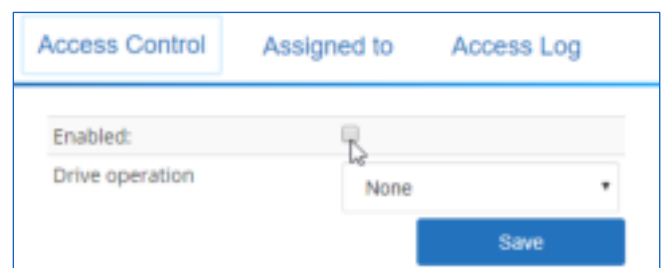 Access Control Assigned to Access Log
Enabled:
Drive operation None
Save